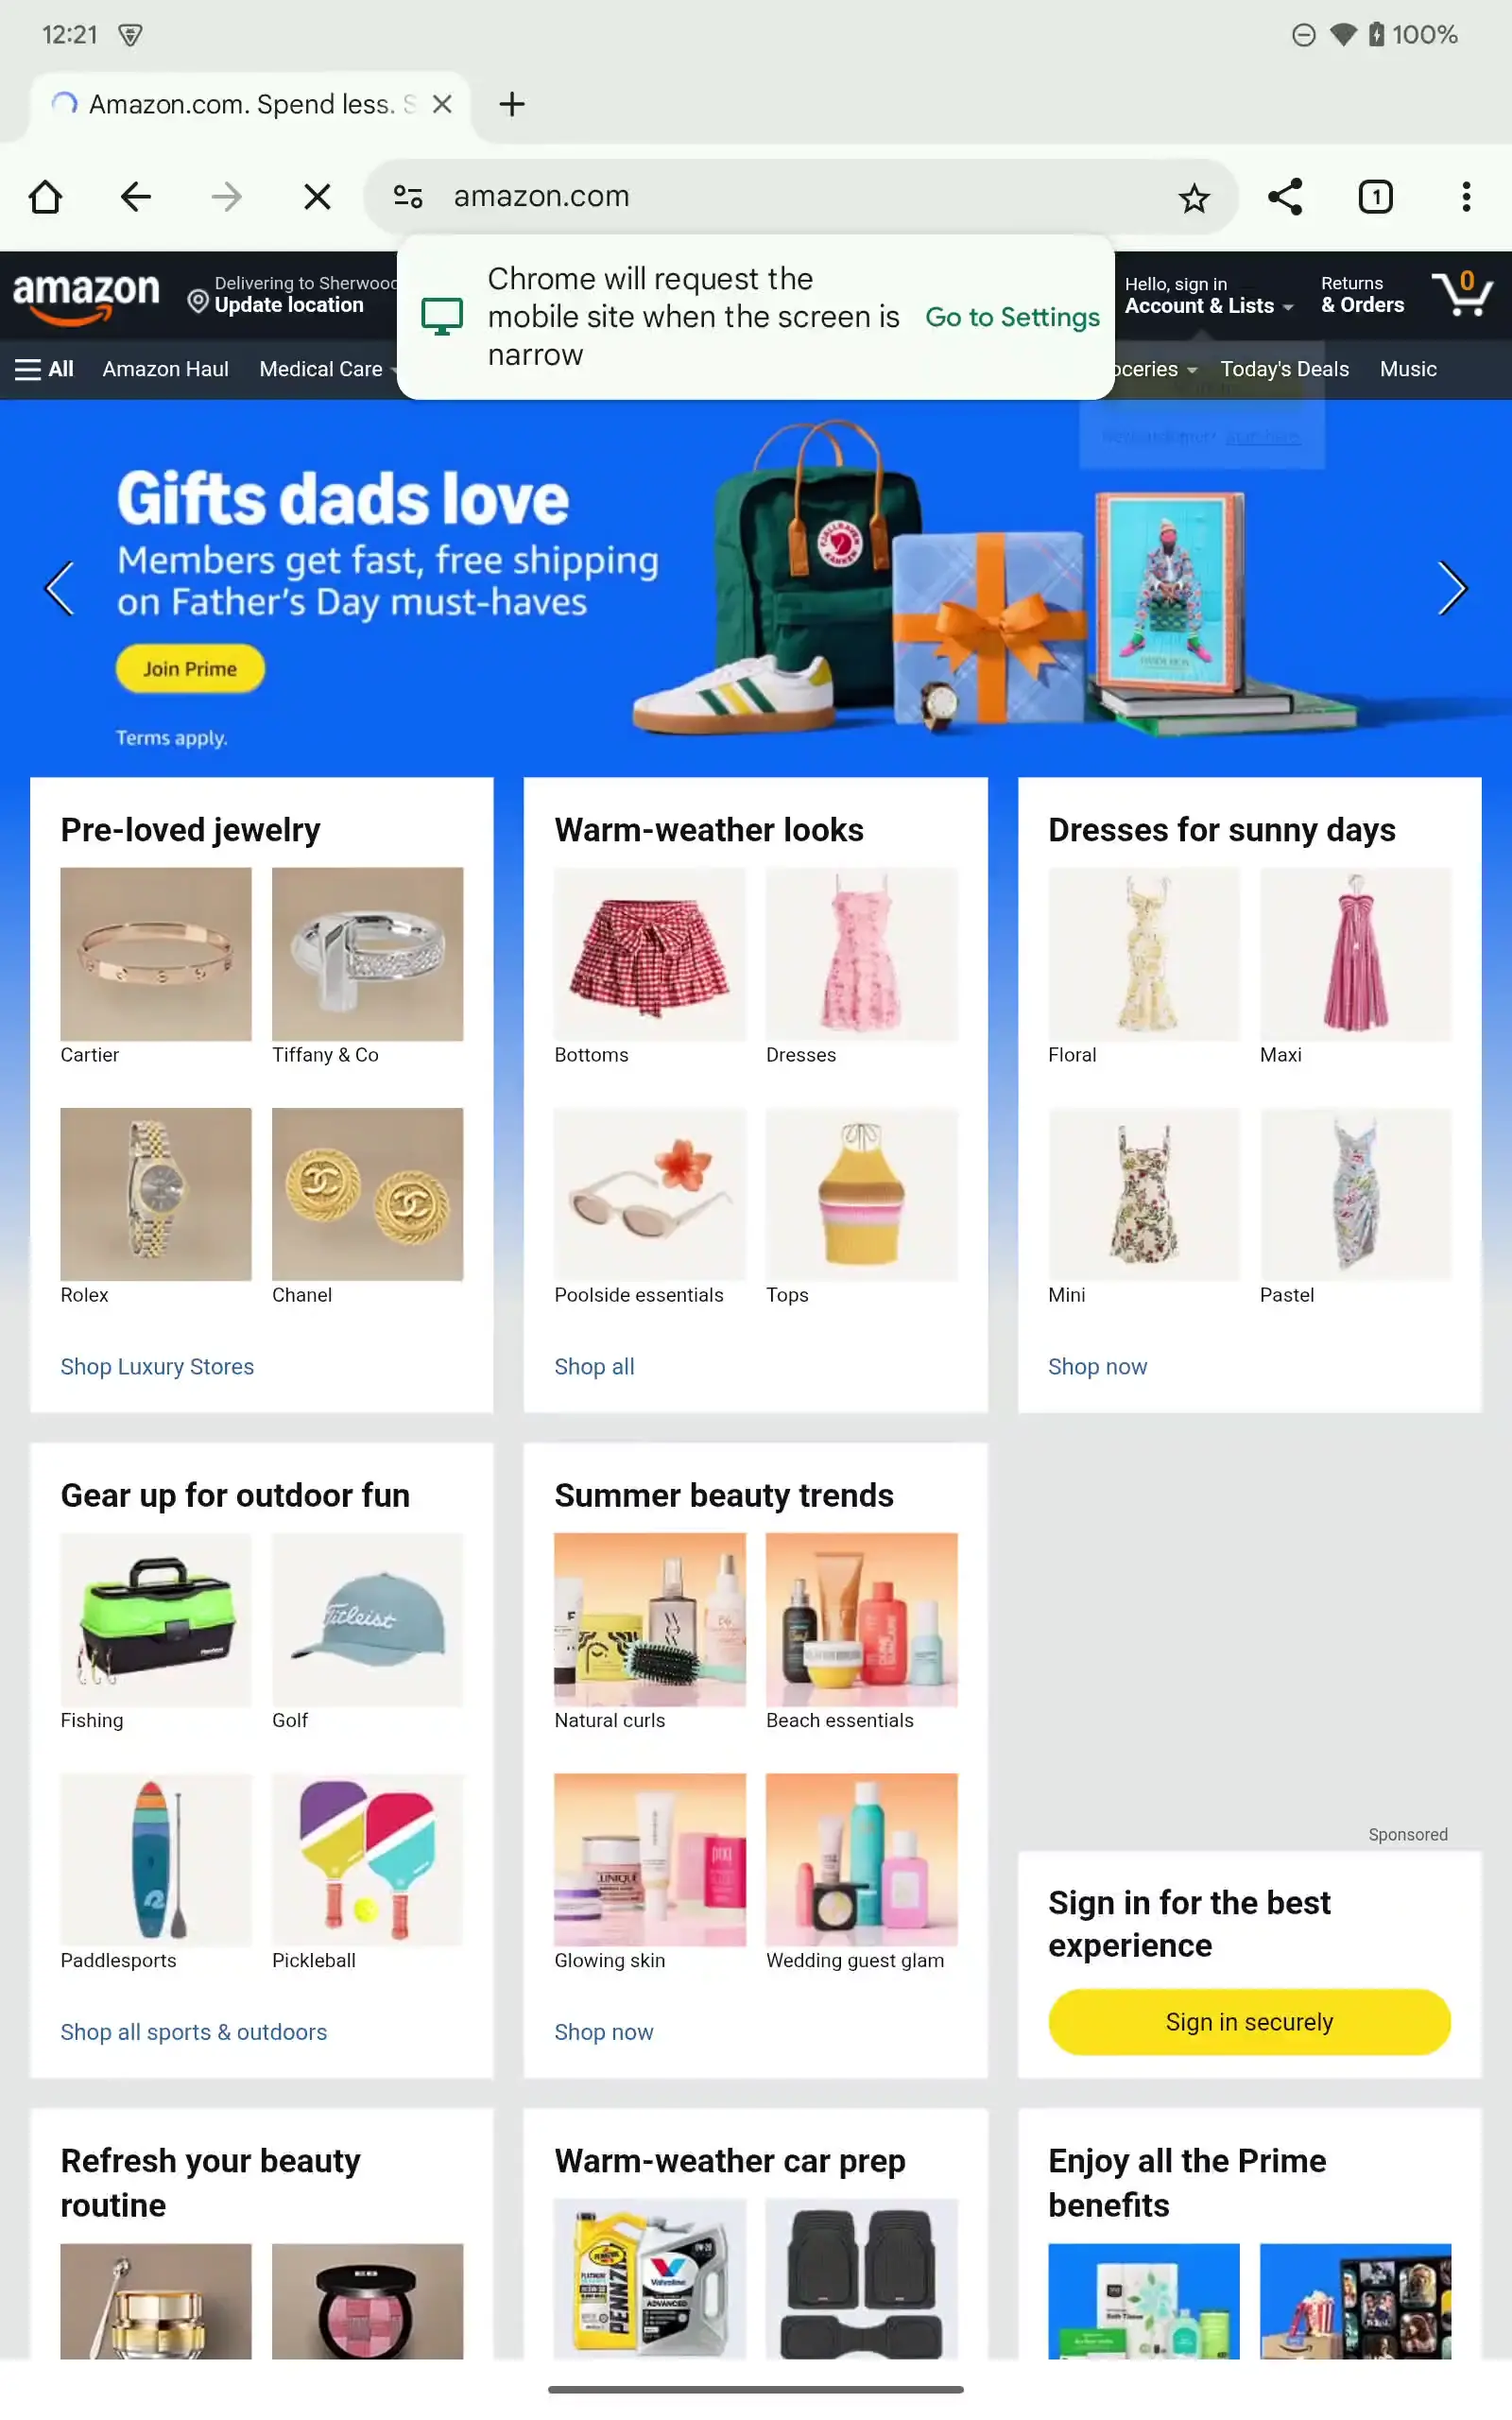 12:21
100%
Amazon.com. Spend less.
amazon.com
1
Chrome will request the
mobile site when the screen is
narrow
Go to Settings
amazon
Delivering to Sherwood
Update location
Hello, sign in
Account & Lists
Returns
& Orders
0
All
Amazon Haul
Medical Care
oceries
Today's Deals
Music
Gifts dads love
Members get fast, free shipping
on Father's Day must-haves
Join Prime
Terms apply.
Pre-loved jewelry
Cartier
Tiffany & Co
Rolex
Chanel
Shop Luxury Stores
Warm-weather looks
Bottoms
Dresses
Poolside essentials
Tops
Shop all
Dresses for sunny days
Floral
Maxi
Mini
Pastel
Shop now
Gear up for outdoor fun
Titleist
Fishing
Golf
Paddlesports
Pickleball
Shop all sports & outdoors
Summer beauty trends
Natural curls
Beach essentials
CLINIQUE
Glowing skin
Wedding guest glam
Shop now
Sponsored
Sign in for the best
experience
Sign in securely
Refresh your beauty
routine
Warm-weather car prep
PENNZOIL
PLATINUM
Valvoline
ADVANCED
Enjoy all the Prime
benefits